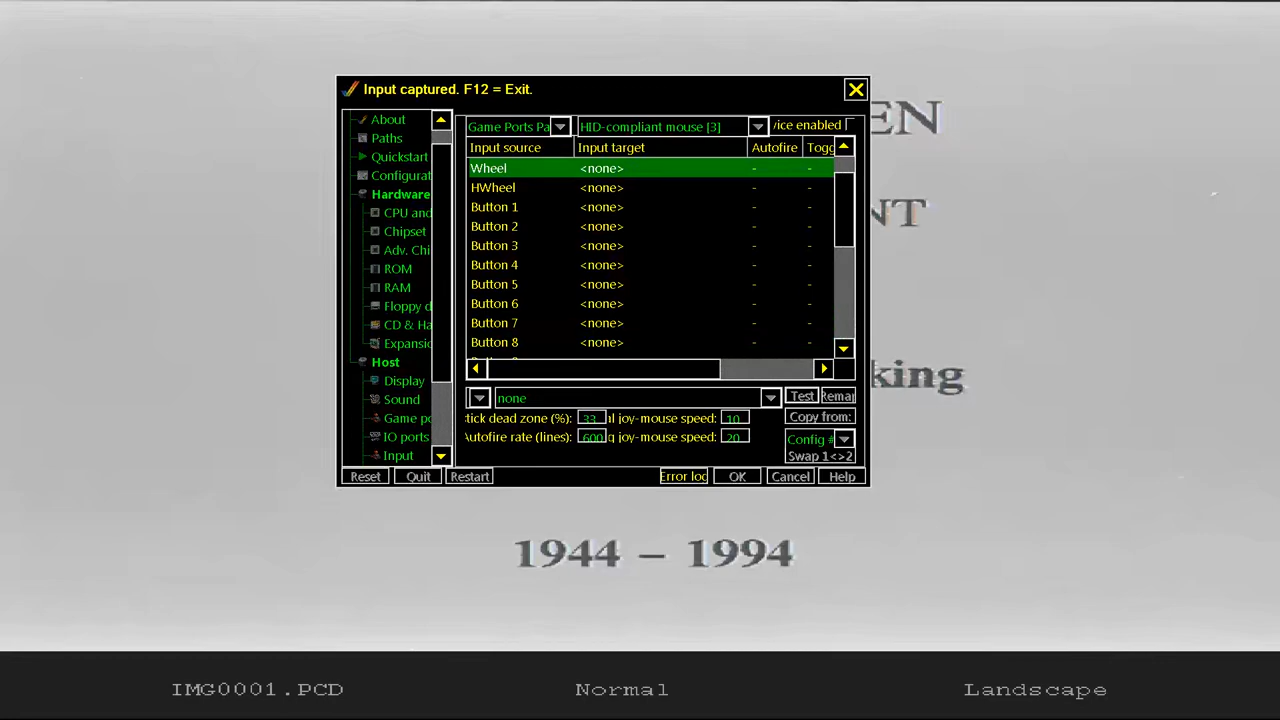 Input captured. F12 = Exit.
About
Paths
Quickstart
Configurat
Hardware
CPU and
Chipset
Adv. Chi
ROM
RAM
Floppy d
CD & Ha
Expansi
Host
Display
Sound
Game po
IO ports
Input
Game Ports Pa HID-compliant mouse [3] vice enabled
Input source Input target Autofire Togg
Wheel <none> - -
HWheel <none> - -
Button 1 <none> - -
Button 2 <none> - -
Button 3 <none> - -
Button 4 <none> - -
Button 5 <none> - -
Button 6 <none> - -
Button 7 <none> - -
Button 8 <none> - -
none Test Remap
tick dead zone (%): 33 al joy-mouse speed: 10 Copy from:
Autofire rate (lines): 600 g joy-mouse speed: 20 Config #
Swap 1<>2
Reset Quit Restart Error log OK Cancel Help
EN
NT
king
1944 – 1994
IMG0001.PCD Normal Landscape